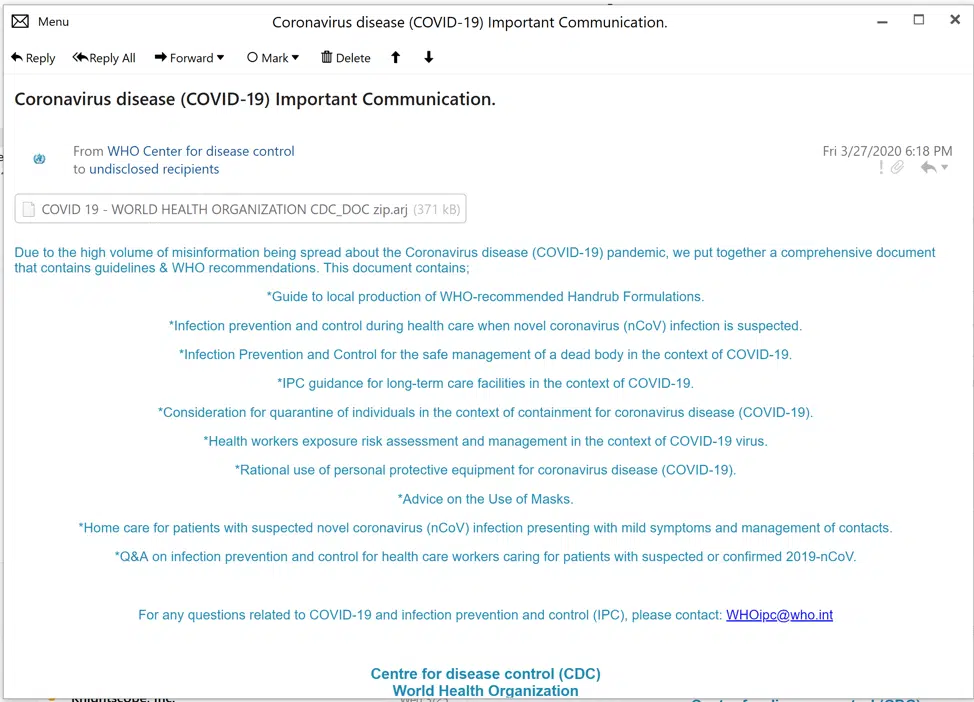 Menu
Coronavirus disease (COVID-19) Important Communication.
Reply Reply All Forward Mark Delete
Coronavirus disease (COVID-19) Important Communication.
From WHO Center for disease control
Fri 3/27/2020 6:18 PM
to undisclosed recipients
COVID 19 - WORLD HEALTH ORGANIZATION CDC_DOC zip.arj (371 kB)
Due to the high volume of misinformation being spread about the Coronavirus disease (COVID-19) pandemic, we put together a comprehensive document
that contains guidelines & WHO recommendations. This document contains;
*Guide to local production of WHO-recommended Handrub Formulations.
*Infection prevention and control during health care when novel coronavirus (nCoV) infection is suspected.
*Infection Prevention and Control for the safe management of a dead body in the context of COVID-19.
*IPC guidance for long-term care facilities in the context of COVID-19.
*Consideration for quarantine of individuals in the context of containment for coronavirus disease (COVID-19).
*Health workers exposure risk assessment and management in the context of COVID-19 virus.
*Rational use of personal protective equipment for coronavirus disease (COVID-19).
*Advice on the Use of Masks.
*Home care for patients with suspected novel coronavirus (nCoV) infection presenting with mild symptoms and management of contacts.
*Q&A on infection prevention and control for health care workers caring for patients with suspected or confirmed 2019-nCoV.
For any questions related to COVID-19 and infection prevention and control (IPC), please contact: WHOipc@who.int
Centre for disease control (CDC)
World Health Organization